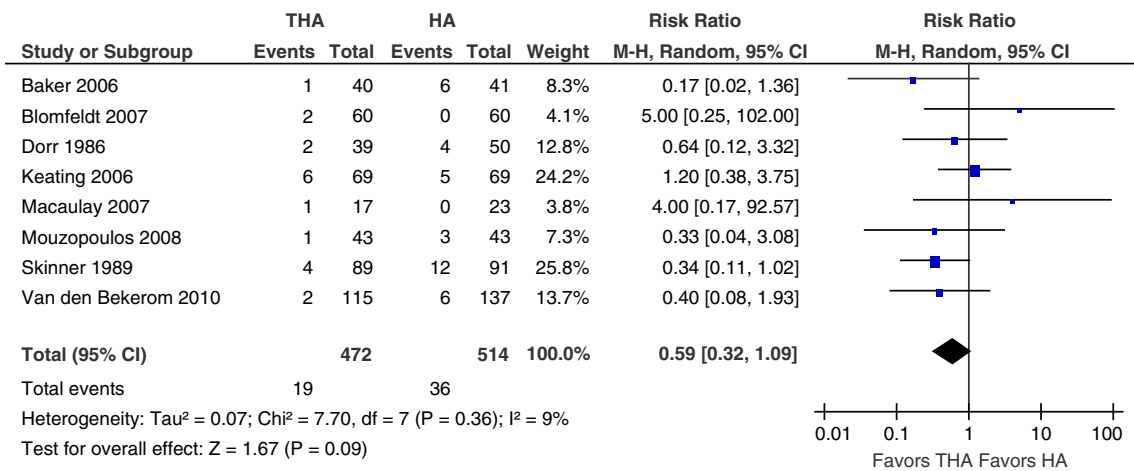 THA HA Risk Ratio Risk Ratio
Study or Subgroup Events Total Events Total Weight M-H, Random, 95% CI M-H, Random, 95% CI
Baker 2006 1 40 6 41 8.3% 0.17 [0.02, 1.36]
Blomfeldt 2007 2 60 0 60 4.1% 5.00 [0.25, 102.00]
Dorr 1986 2 39 4 50 12.8% 0.64 [0.12, 3.32]
Keating 2006 6 69 5 69 24.2% 1.20 [0.38, 3.75]
Macaulay 2007 1 17 0 23 3.8% 4.00 [0.17, 92.57]
Mouzopoulos 2008 1 43 3 43 7.3% 0.33 [0.04, 3.08]
Skinner 1989 4 89 12 91 25.8% 0.34 [0.11, 1.02]
Van den Bekerom 2010 2 115 6 137 13.7% 0.40 [0.08, 1.93]
Total (95% CI) 472 514 100.0% 0.59 [0.32, 1.09]
Total events 19 36
Heterogeneity: Tau² = 0.07; Chi² = 7.70, df = 7 (P = 0.36); I² = 9%
Test for overall effect: Z = 1.67 (P = 0.09)
0.01 0.1 1 10 100
Favors THA Favors HA